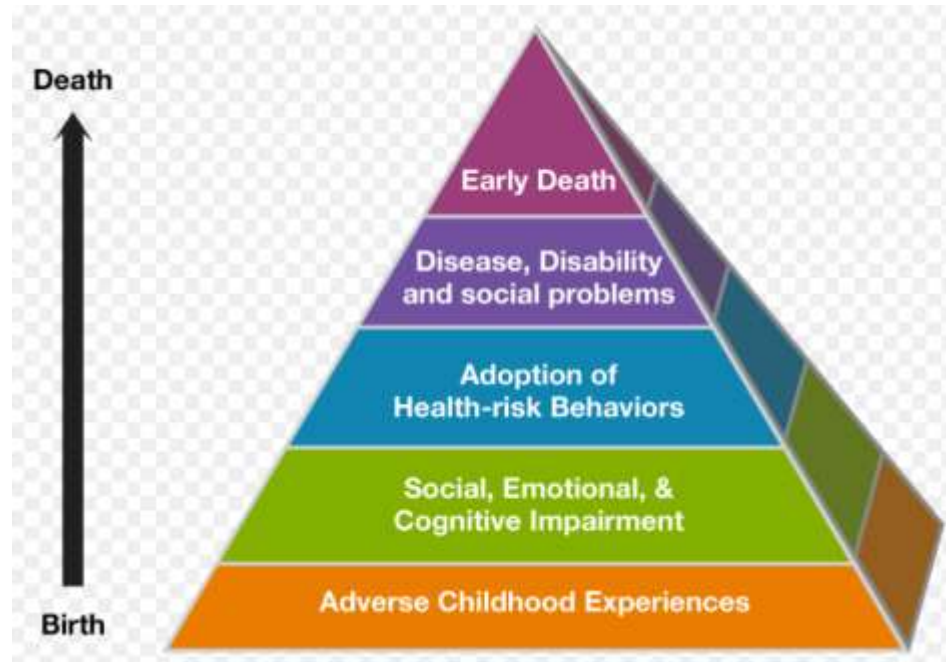 Death
Early Death
Disease, Disability
and social problems
Adoption of
Health-risk Behaviors
Social, Emotional, &
Cognitive Impairment
Adverse Childhood Experiences
Birth